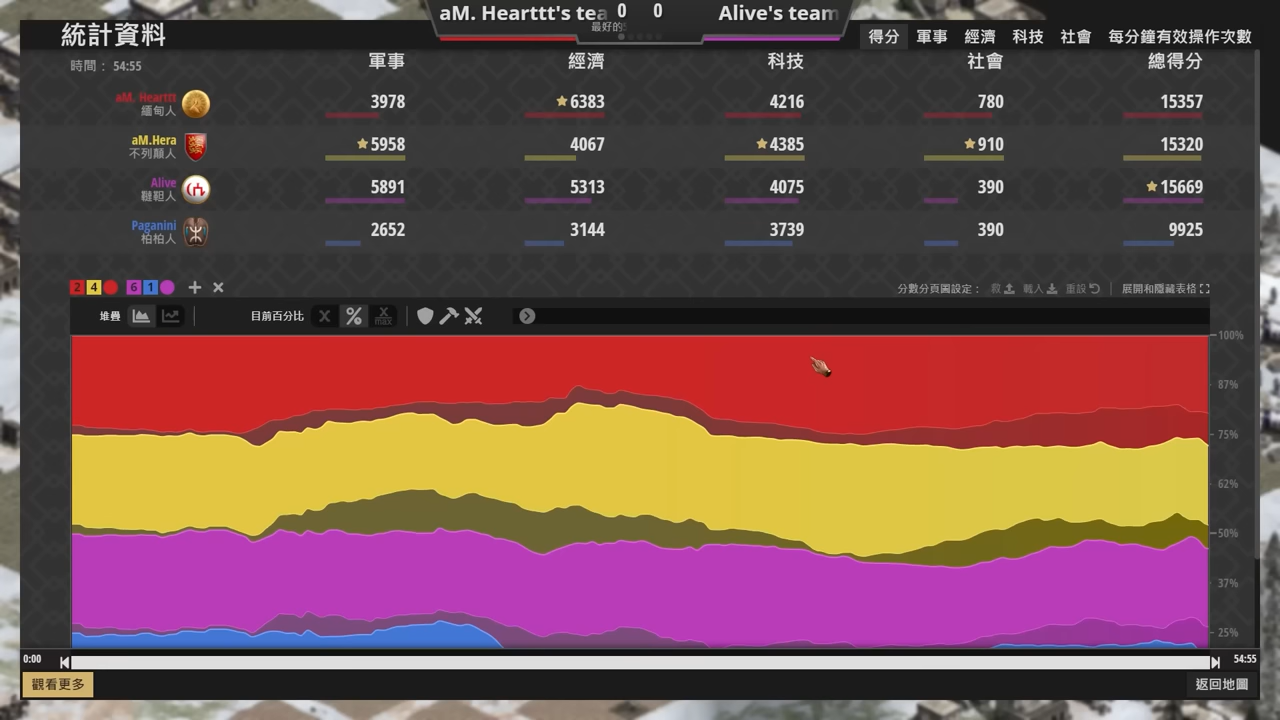 aM. Hearttt's tea 0 0 Alive's team
最好的
統計資料
得分 軍事 經濟 科技 社會 每分鐘有效操作次數
時間： 54:55
軍事 經濟 科技 社會 總得分
aM. Hearttt
緬甸人
3978 6383 4216 780 15357
aM.Hera
不列顛人
5958 4067 4385 910 15320
Alive
韃靼人
5891 5313 4075 390 15669
Paganini
柏柏人
2652 3144 3739 390 9925
2 4 6 1 + ×
分數分頁圖設定： 載入 重設 展開和隱藏表格
堆疊 目前百分比 X % X max
100%
87%
75%
62%
50%
37%
25%
0:00 54:55
觀看更多 返回地圖